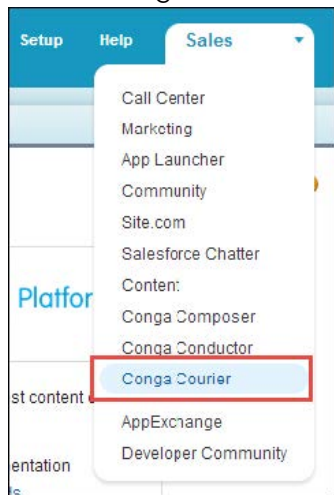 Setup Help Sales
Call Center
Marketing
App Launcher
Community
Site.com
Salesforce Chatter
Content
Platfor
Conga Composer
Conga Conductor
Conga Courier
st content
AppExchange
Developer Community
entation